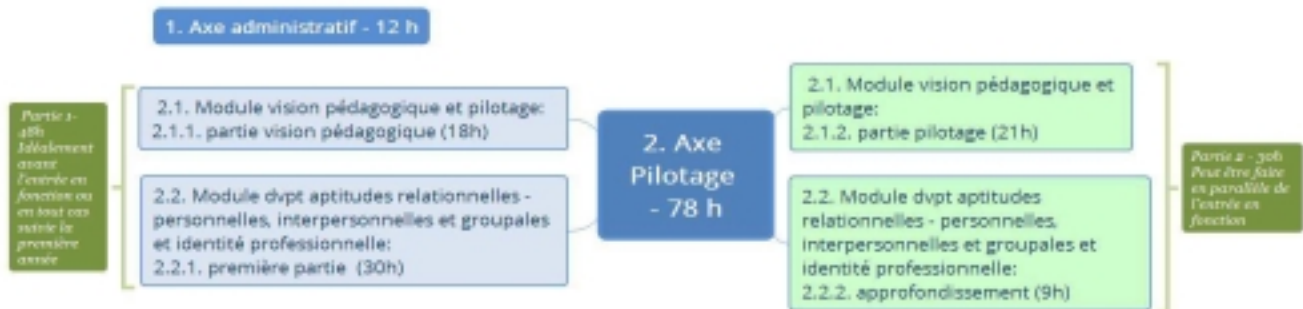 1. Axe administratif - 12 h
Partie 1-
48h
Idéalement
avant
l'entrée en
fonction ou
en tout cas
suivie la
première
année
2.1. Module vision pédagogique et pilotage:
2.1.1. partie vision pédagogique (18h)
2.2. Module dvpt aptitudes relationnelles -
personnelles, interpersonnelles et groupales
et identité professionnelle:
2.2.1. première partie (30h)
2. Axe
Pilotage
- 78 h
2.1. Module vision pédagogique et
pilotage:
2.1.2. partie pilotage (21h)
2.2. Module dvpt aptitudes
relationnelles - personnelles,
interpersonnelles et groupales et
identité professionnelle:
2.2.2. approfondissement (9h)
Partie 2 - 30h
Peut être faite
en parallèle de
l'entrée en
fonction